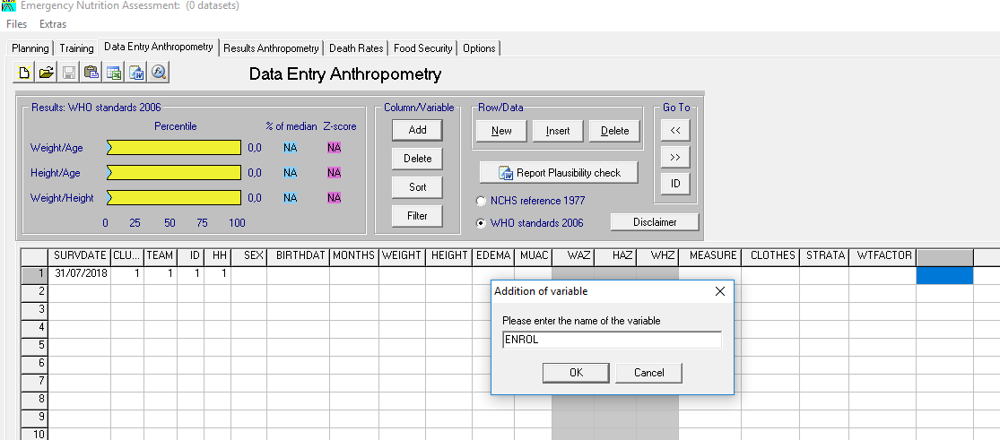 Emergency Nutrition Assessment: (0 datasets)
Files Extras
Planning Training Data Entry Anthropometry Results Anthropometry Death Rates Food Security Options
Data Entry Anthropometry
Results: WHO standards 2006
Percentile % of median Z-score
Weight/Age 0,0 NA NA
Height/Age 0,0 NA NA
Weight/Height 0,0 NA NA
0 25 50 75 100
Column/Variable
Add
Delete
Sort
Filter
Row/Data
New Insert Delete
Report Plausibility check
NCHS reference 1977
WHO standards 2006
Disclaimer
Go To
<<
>>
ID
SURVDATE CLU... TEAM ID HH SEX BIRTHDAT MONTHS WEIGHT HEIGHT EDEMA MUAC WAZ HAZ WHZ MEASURE CLOTHES STRATA WTFACTOR
1 31/07/2018 1 1 1 1
2
3
4
5
6
7
8
9
10
Addition of variable
Please enter the name of the variable
ENROL
OK Cancel